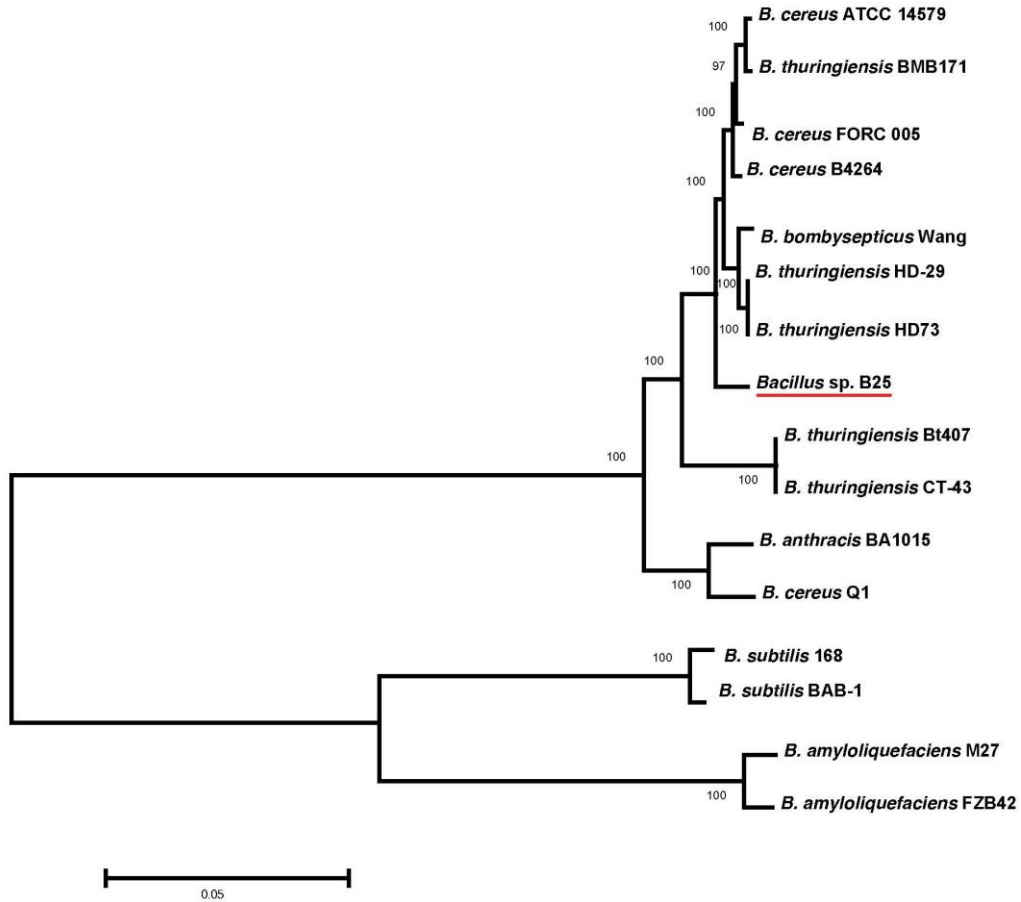 B. cereus ATCC 14579
100
97
B. thuringiensis BMB171
100
B. cereus FORC 005
B. cereus B4264
100
B. bombysepticus Wang
100
B. thuringiensis HD-29
100
100
B. thuringiensis HD73
100
Bacillus sp. B25
B. thuringiensis Bt407
100
100
B. thuringiensis CT-43
B. anthracis BA1015
100
B. cereus Q1
100
B. subtilis 168
B. subtilis BAB-1
B. amyloliquefaciens M27
100
B. amyloliquefaciens FZB42
0.05